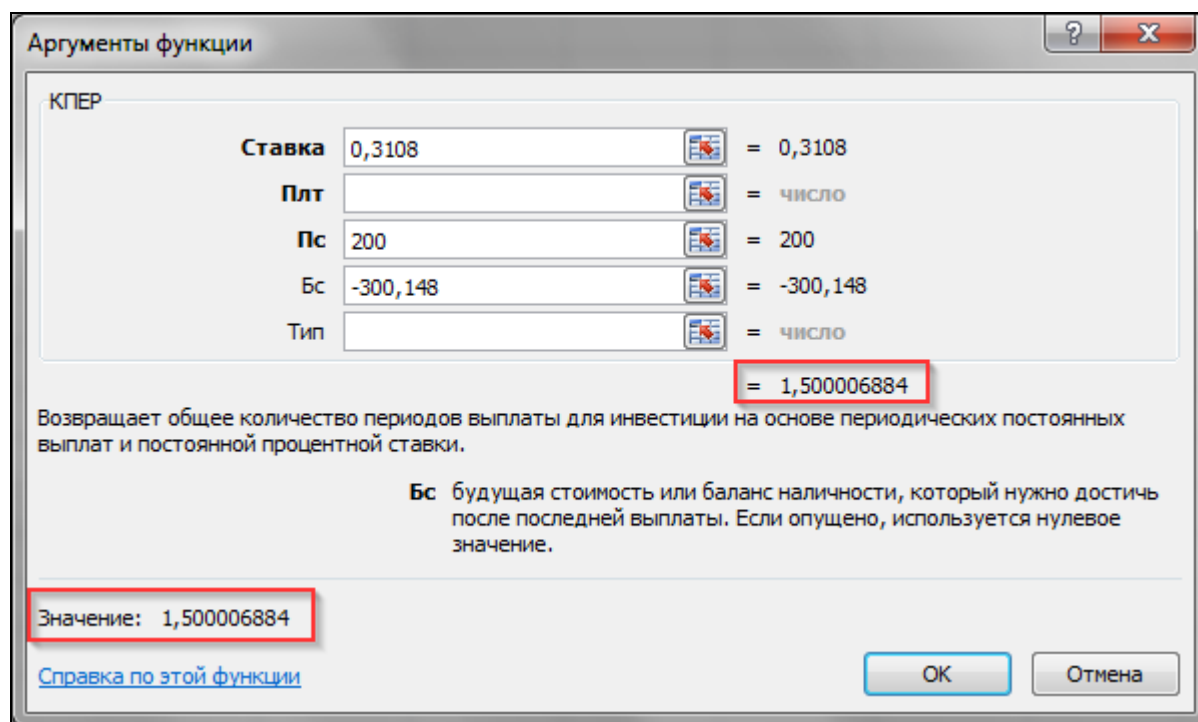 Аргументы функции
КПЕР
Ставка 0,3108 = 0,3108
Плт = число
Пс 200 = 200
Бс -300,148 = -300,148
Тип = число
= 1,500006884
Возвращает общее количество периодов выплаты для инвестиции на основе периодических постоянных
выплат и постоянной процентной ставки.
Бс будущая стоимость или баланс наличности, который нужно достичь
после последней выплаты. Если опущено, используется нулевое
значение.
Значение: 1,500006884
Справка по этой функции
ОК Отмена